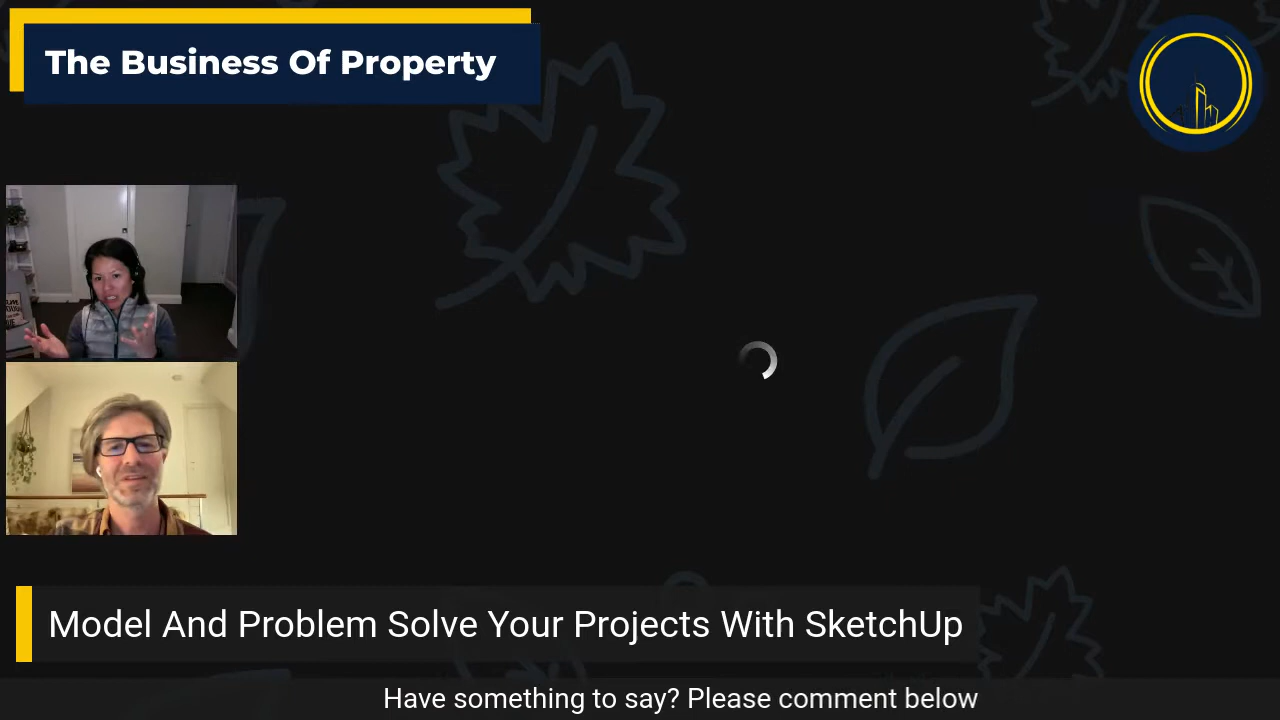 The Business Of Property
Model And Problem Solve Your Projects With SketchUp
Have something to say? Please comment below